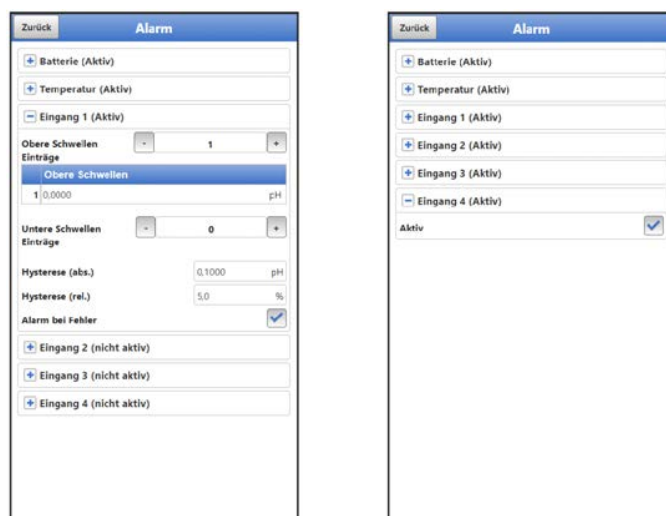 Zurück
Alarm
Batterie (Aktiv)
Temperatur (Aktiv)
Eingang 1 (Aktiv)
Obere Schwellen
Einträge
- 1 +
Obere Schwellen
1 0,0000 pH
Untere Schwellen
Einträge
- 0 +
Hysterese (abs.) 0,1000 pH
Hysterese (rel.) 5,0 %
Alarm bei Fehler
Eingang 2 (nicht aktiv)
Eingang 3 (nicht aktiv)
Eingang 4 (nicht aktiv)
Zurück
Alarm
Batterie (Aktiv)
Temperatur (Aktiv)
Eingang 1 (Aktiv)
Eingang 2 (Aktiv)
Eingang 3 (Aktiv)
Eingang 4 (Aktiv)
Aktiv